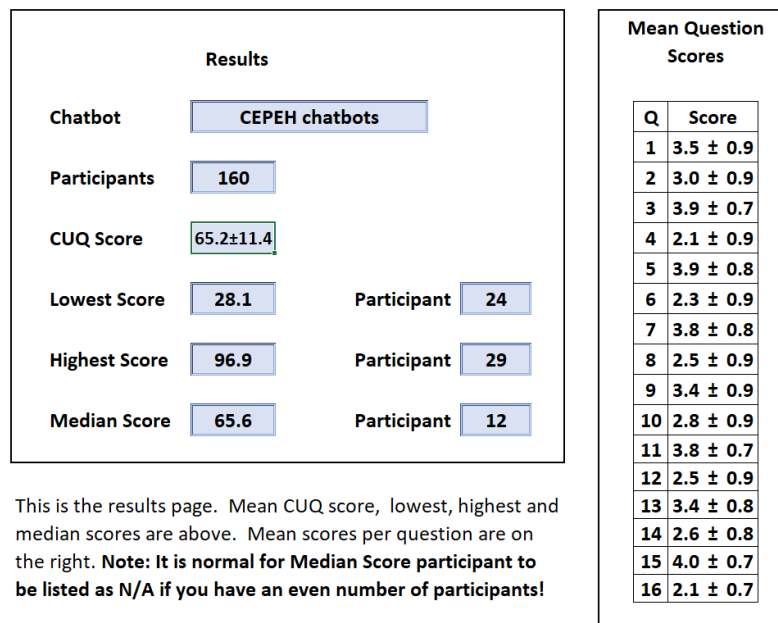 Results
Chatbot CEPEH chatbots
Participants 160
CUQ Score 65.2±11.4
Lowest Score 28.1 Participant 24
Highest Score 96.9 Participant 29
Median Score 65.6 Participant 12
This is the results page. Mean CUQ score, lowest, highest and
median scores are above. Mean scores per question are on
the right. Note: It is normal for Median Score participant to
be listed as N/A if you have an even number of participants!
Mean Question
Scores
Q Score
1 3.5 ± 0.9
2 3.0 ± 0.9
3 3.9 ± 0.7
4 2.1 ± 0.9
5 3.9 ± 0.8
6 2.3 ± 0.9
7 3.8 ± 0.8
8 2.5 ± 0.9
9 3.4 ± 0.9
10 2.8 ± 0.9
11 3.8 ± 0.7
12 2.5 ± 0.9
13 3.4 ± 0.8
14 2.6 ± 0.8
15 4.0 ± 0.7
16 2.1 ± 0.7